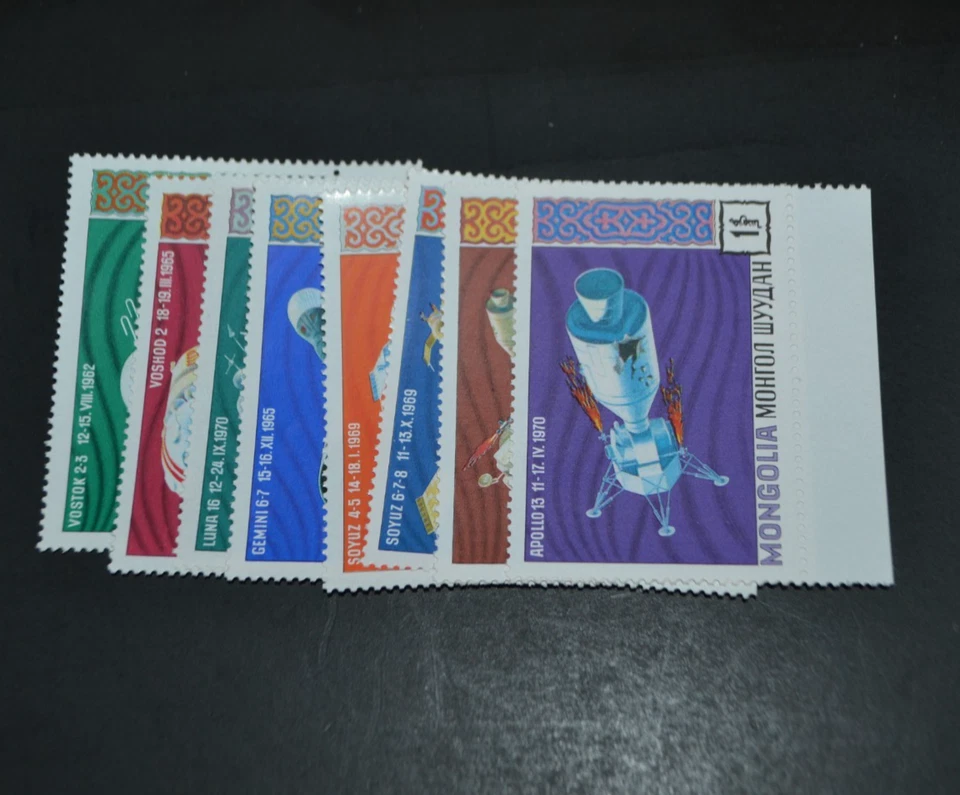 VOSTOK 2-3 12-15.VIII.1962
VOSHOD 2 18-19.III.1965
LUNA 16 12-24.IX.1970
GEMINI 6-7 15-16.XII.1965
SOYUZ 4-5 14-18.I.1969
SOYUZ 6-7-8 11-13.X.1969
APOLLO 13 11-17.IV.1970
1₮
MONGOLIA МОНГОЛ ШУУДАН